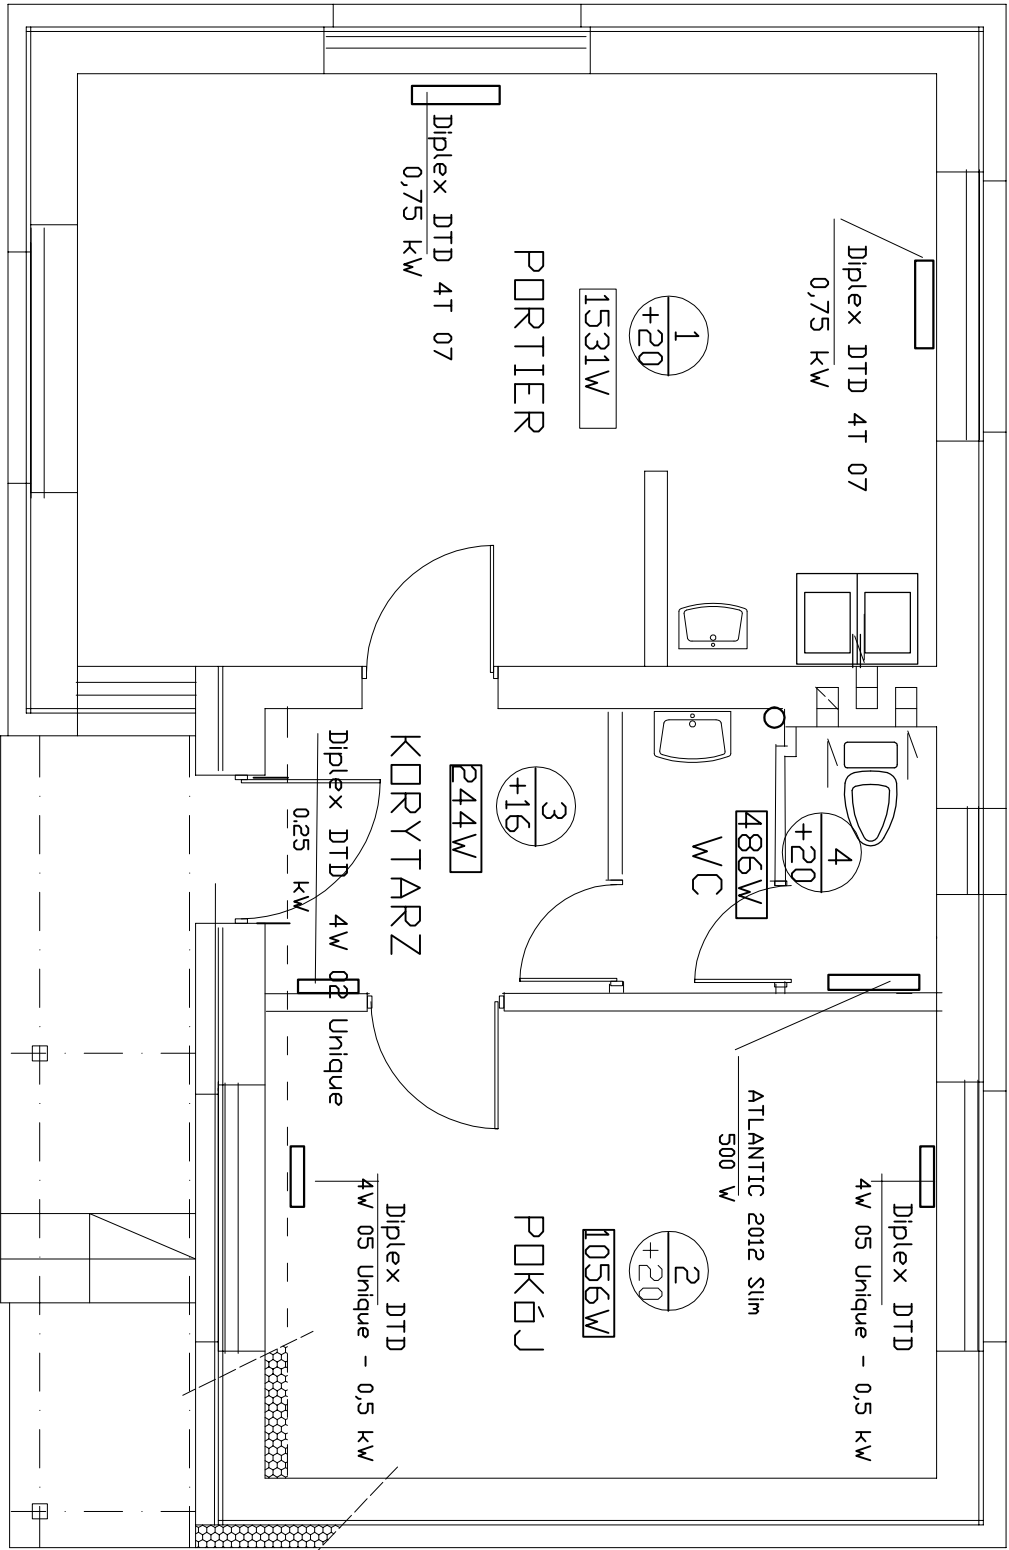 Diplex DTD 4T 07
0,75 kW
Diplex DTD 4T 07
0,75 kW
1
+20
1531W
PORTIER
3
+16
244W
KORYTARZ
Diplex DTD 4W 02 Unique
0.25 kW
4
+20
486W
WC
ATLANTIC 2012 Slim
500 W
Diplex DTD
4W 05 Unique - 0,5 kW
2
+20
1056W
POKÓJ
Diplex DTD
4W 05 Unique - 0,5 kW